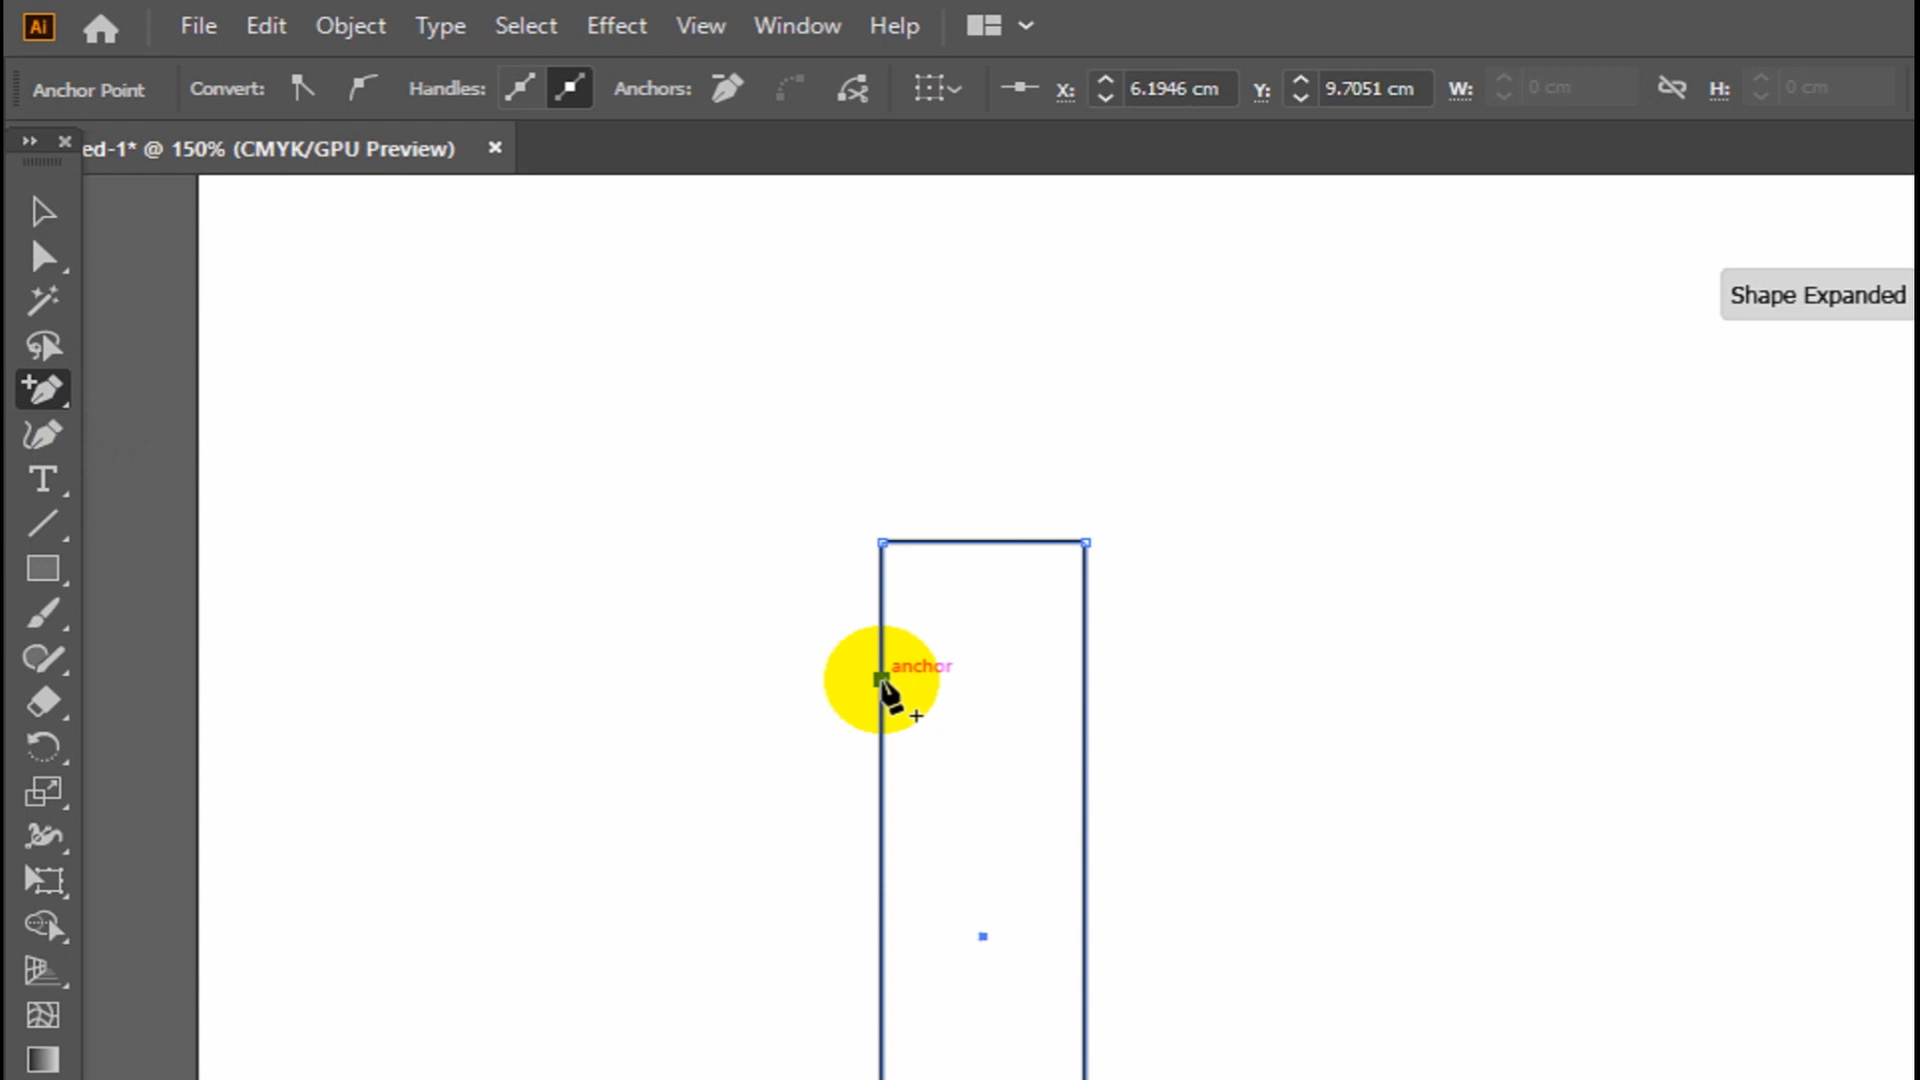 Ai File Edit Object Type Select Effect View Window Help
Anchor Point Convert: Handles: Anchors: X: 6.1946 cm Y: 9.7051 cm W: 0 cm H: 0 cm
ed-1* @ 150% (CMYK/GPU Preview)
Shape Expanded
anchor